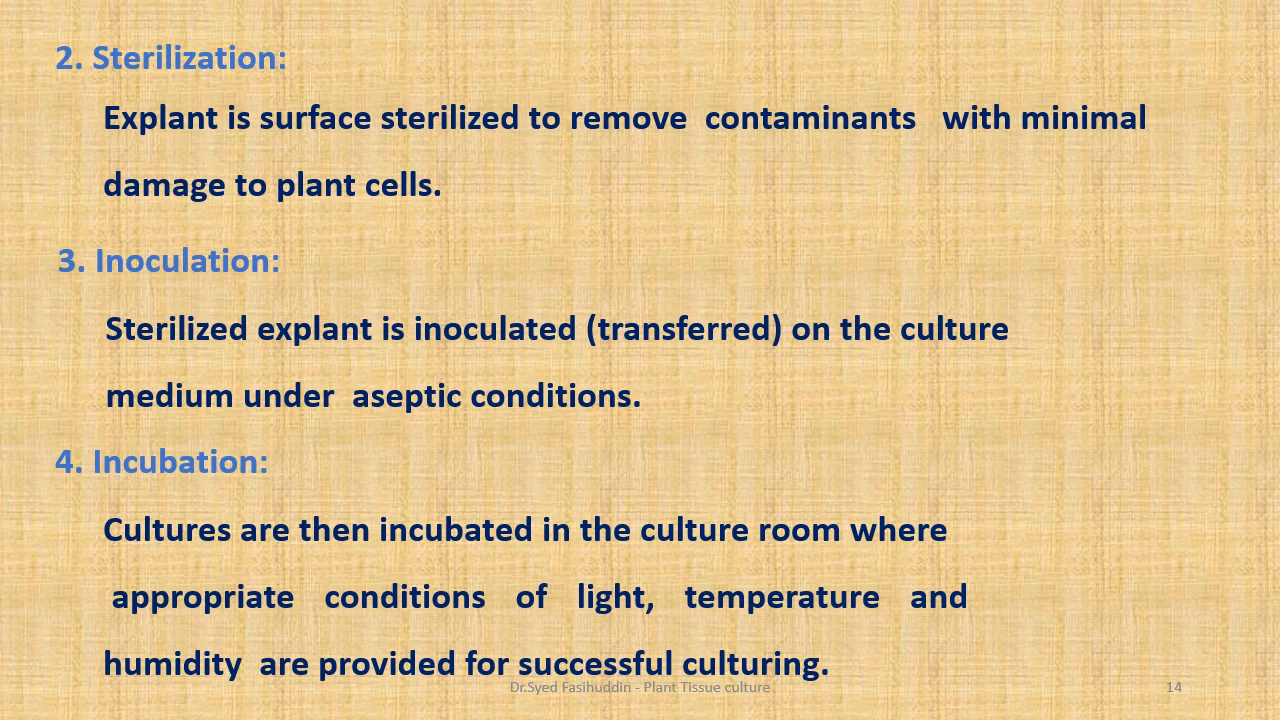 2. Sterilization:
Explant is surface sterilized to remove contaminants with minimal
damage to plant cells.
3. Inoculation:
Sterilized explant is inoculated (transferred) on the culture
medium under aseptic conditions.
4. Incubation:
Cultures are then incubated in the culture room where
appropriate conditions of light, temperature and
humidity are provided for successful culturing.
Dr.Syed Fasihuddin - Plant Tissue culture
14